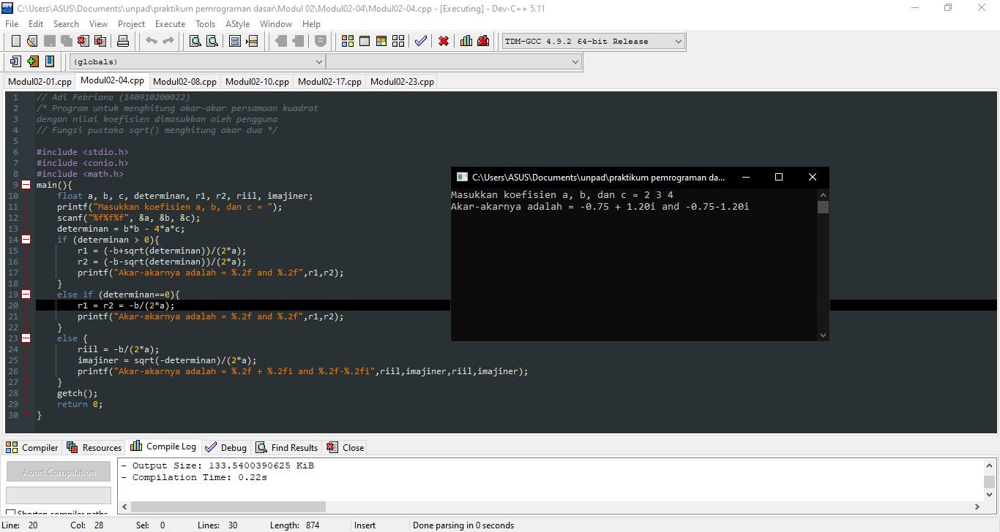 C:\Users\ASUS\Documents\unpad\praktikum pemrograman dasar\Modul 02\Modul02-04\Modul02-04.cpp - [Executing] - Dev-C++ 5.11
File Edit Search View Project Execute Tools AStyle Window Help
TDM-GCC 4.9.2 64-bit Release
(globals)
Modul02-01.cpp Modul02-04.cpp Modul02-08.cpp Modul02-10.cpp Modul02-17.cpp Modul02-23.cpp
1 // Adi Febriana (140910200022)
2 /* Program untuk menghitung akar-akar persamaan kuadrat
3 dengan nilai koefisien dimasukkan oleh pengguna
4 // Fungsi pustaka sqrt() menghitung akar dua */
5
6 #include <stdio.h>
7 #include <conio.h>
8 #include <math.h>
9 main(){
10 float a, b, c, determinan, r1, r2, riil, imajiner;
11 printf("Masukkan koefisien a, b, dan c = ");
12 scanf("%f%f%f", &a, &b, &c);
13 determinan = b*b - 4*a*c;
14 if (determinan > 0){
15 r1 = (-b+sqrt(determinan))/(2*a);
16 r2 = (-b-sqrt(determinan))/(2*a);
17 printf("Akar-akarnya adalah = %.2f and %.2f",r1,r2);
18 }
19 else if (determinan==0){
20 r1 = r2 = -b/(2*a);
21 printf("Akar-akarnya adalah = %.2f and %.2f",r1,r2);
22 }
23 else {
24 riil = -b/(2*a);
25 imajiner = sqrt(-determinan)/(2*a);
26 printf("Akar-akarnya adalah = %.2f + %.2fi and %.2f-%.2fi",riil,imajiner,riil,imajiner);
27 }
28 getch();
29 return 0;
30 }
C:\Users\ASUS\Documents\unpad\praktikum pemrograman da...
Masukkan koefisien a, b, dan c = 2 3 4
Akar-akarnya adalah = -0.75 + 1.20i and -0.75-1.20i
Compiler Resources Compile Log Debug Find Results Close
Abort Compilation
Shorten compiler paths
- Output Size: 133.5400390625 KiB
- Compilation Time: 0.22s
Line: 20 Col: 28 Sel: 0 Lines: 30 Length: 874 Insert Done parsing in 0 seconds